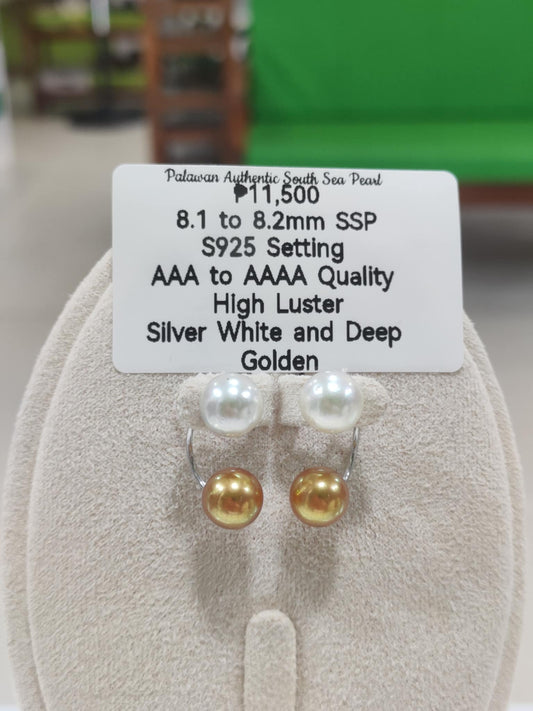 Palawan Authentic South Sea Pearl
₱11,500
8.1 to 8.2mm SSP
S925 Setting
AAA to AAAA Quality
High Luster
Silver White and Deep
Golden